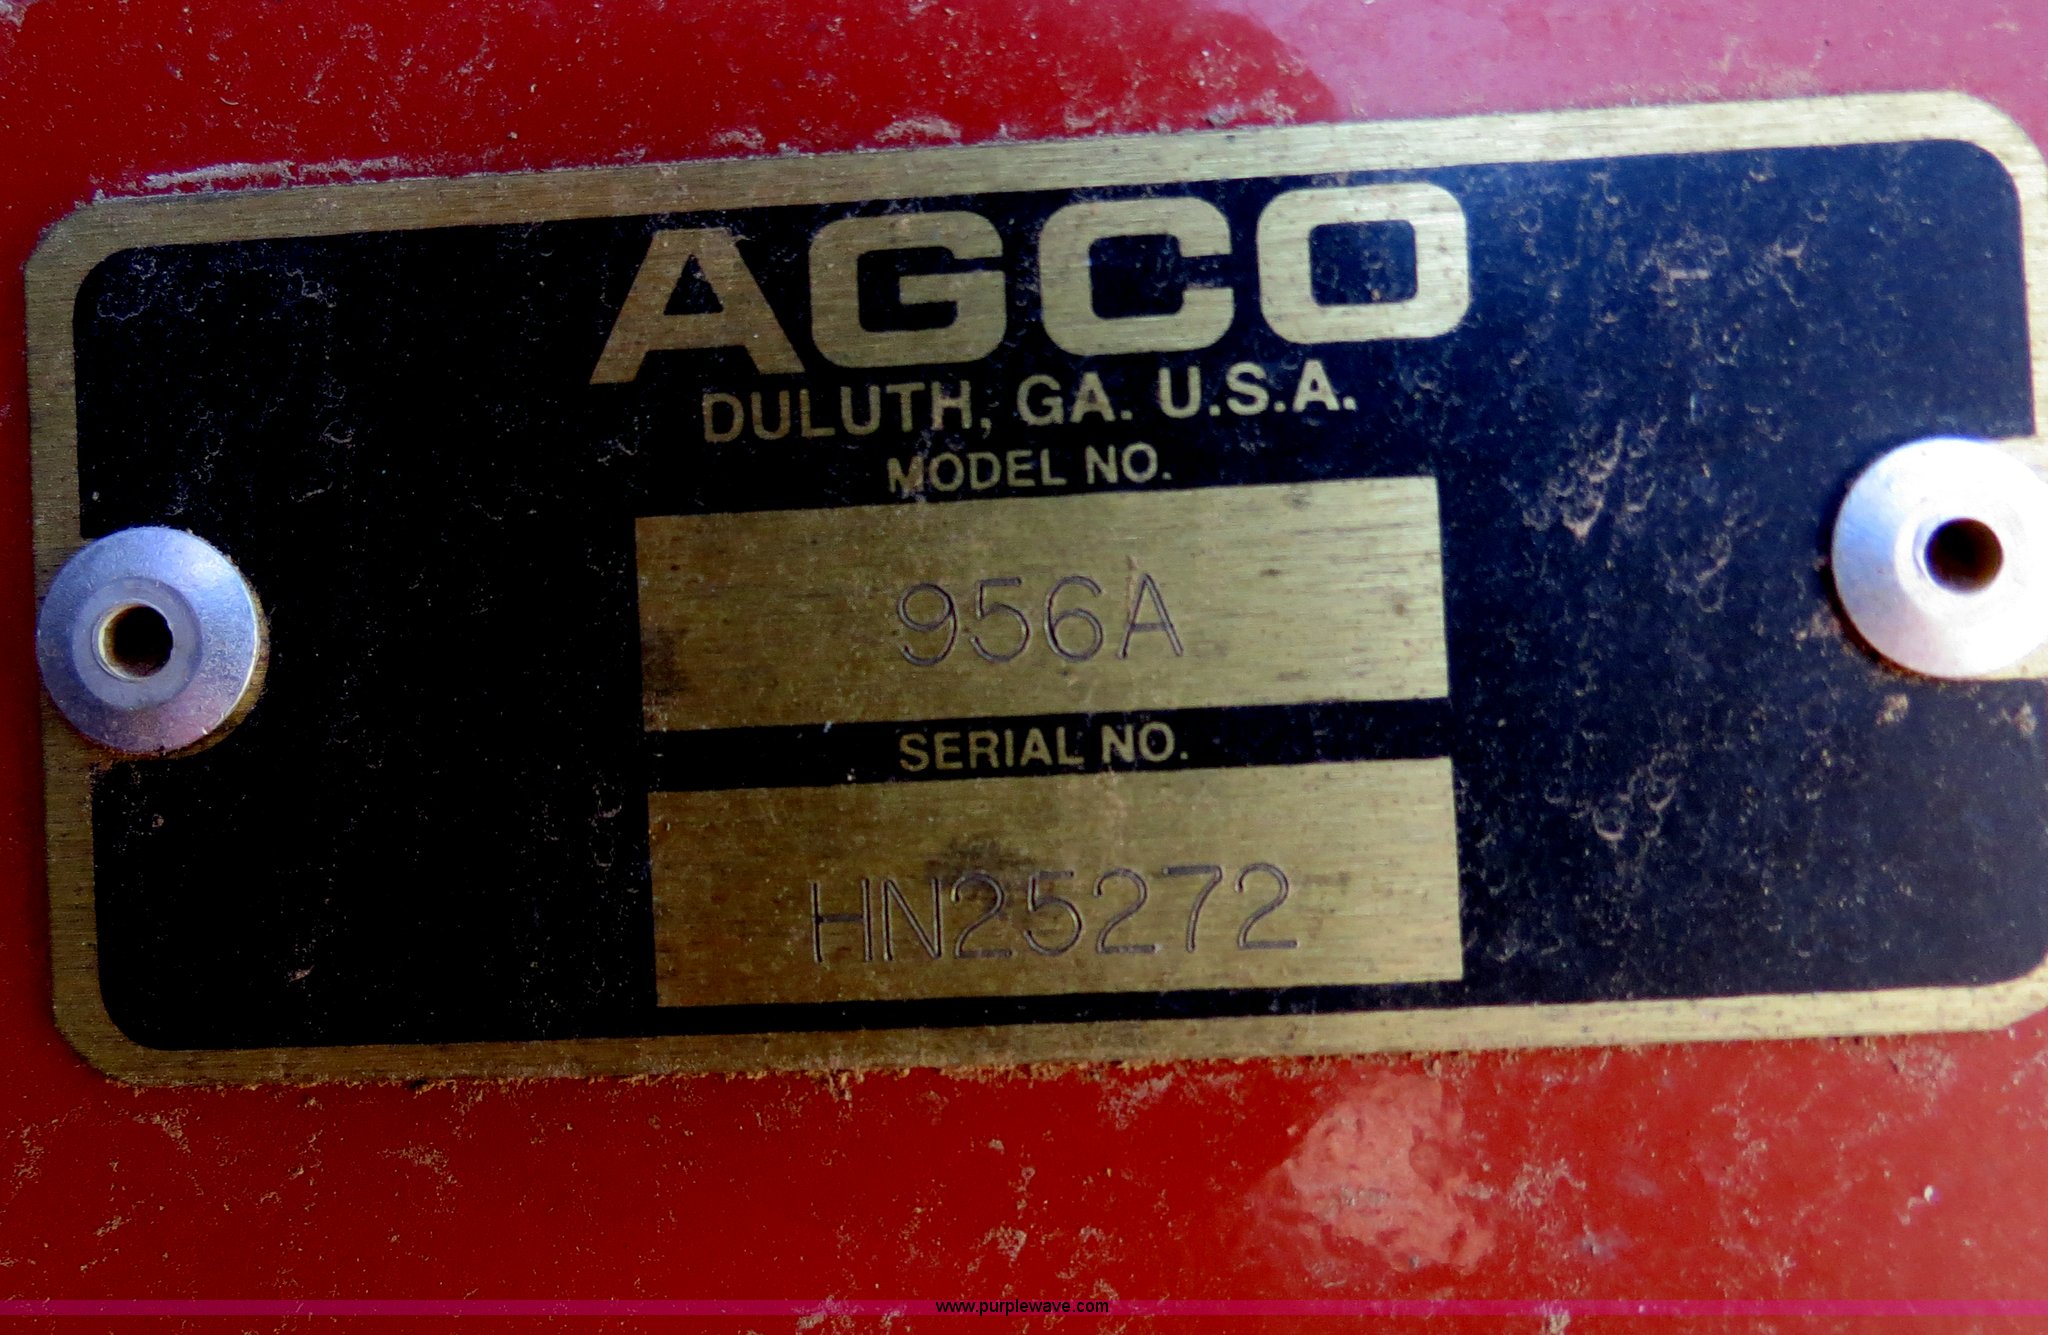 AGCO
DULUTH, GA. U.S.A.
MODEL NO.
956A
SERIAL NO.
HN25272
www.purplewave.com